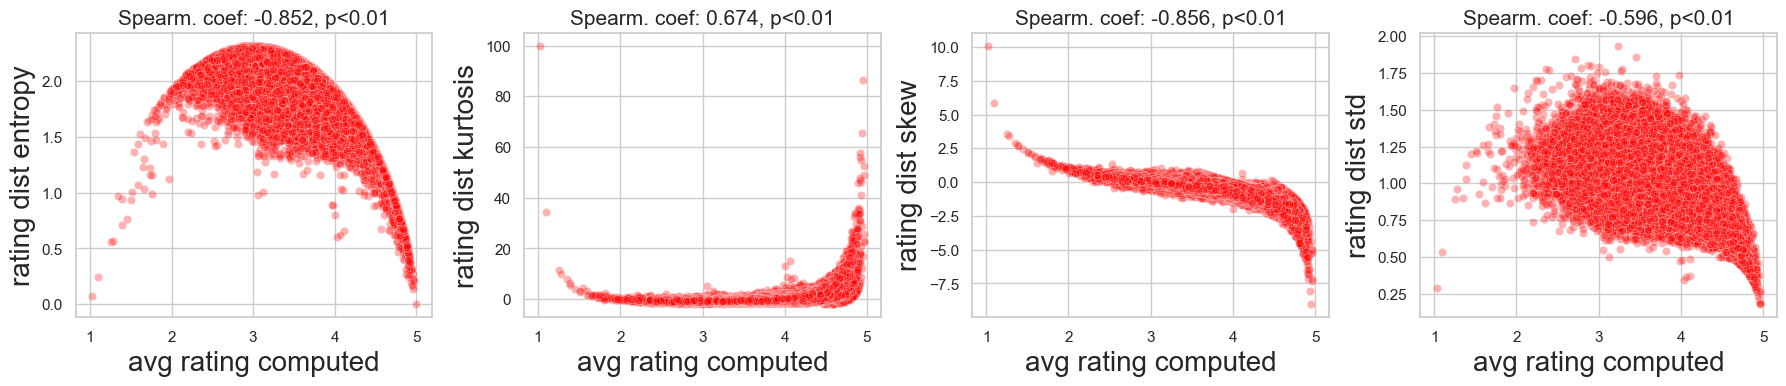 Spearm. coef: -0.852, p<0.01
rating dist entropy
2.0
1.5
1.0
0.5
0.0
1 2 3 4 5
avg rating computed
Spearm. coef: 0.674, p<0.01
rating dist kurtosis
100
80
60
40
20
0
1 2 3 4 5
avg rating computed
Spearm. coef: -0.856, p<0.01
rating dist skew
10.0
7.5
5.0
2.5
0.0
−2.5
−5.0
−7.5
1 2 3 4 5
avg rating computed
Spearm. coef: -0.596, p<0.01
rating dist std
2.00
1.75
1.50
1.25
1.00
0.75
0.50
0.25
1 2 3 4 5
avg rating computed